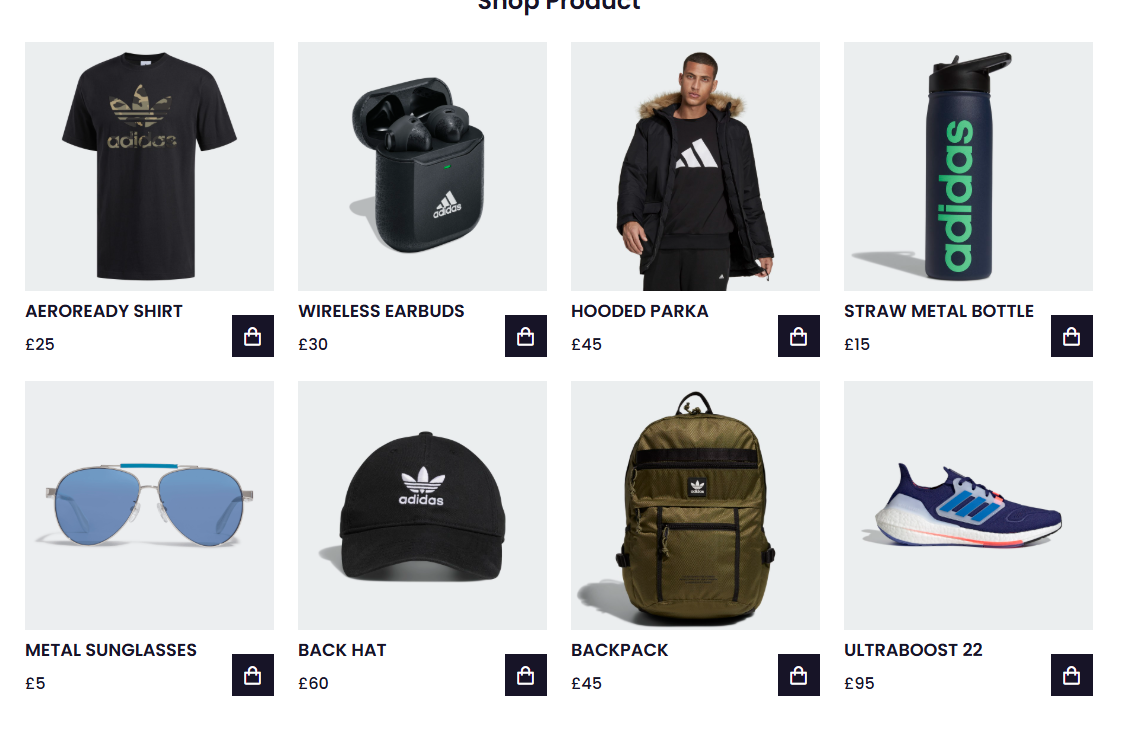 Shop Product
adidas
adidas
adidas
AEROREADY SHIRT
WIRELESS EARBUDS
HOODED PARKA
STRAW METAL BOTTLE
£25
£30
£45
£15
adidas
adidas
METAL SUNGLASSES
BACK HAT
BACKPACK
ULTRABOOST 22
£5
£60
£45
£95